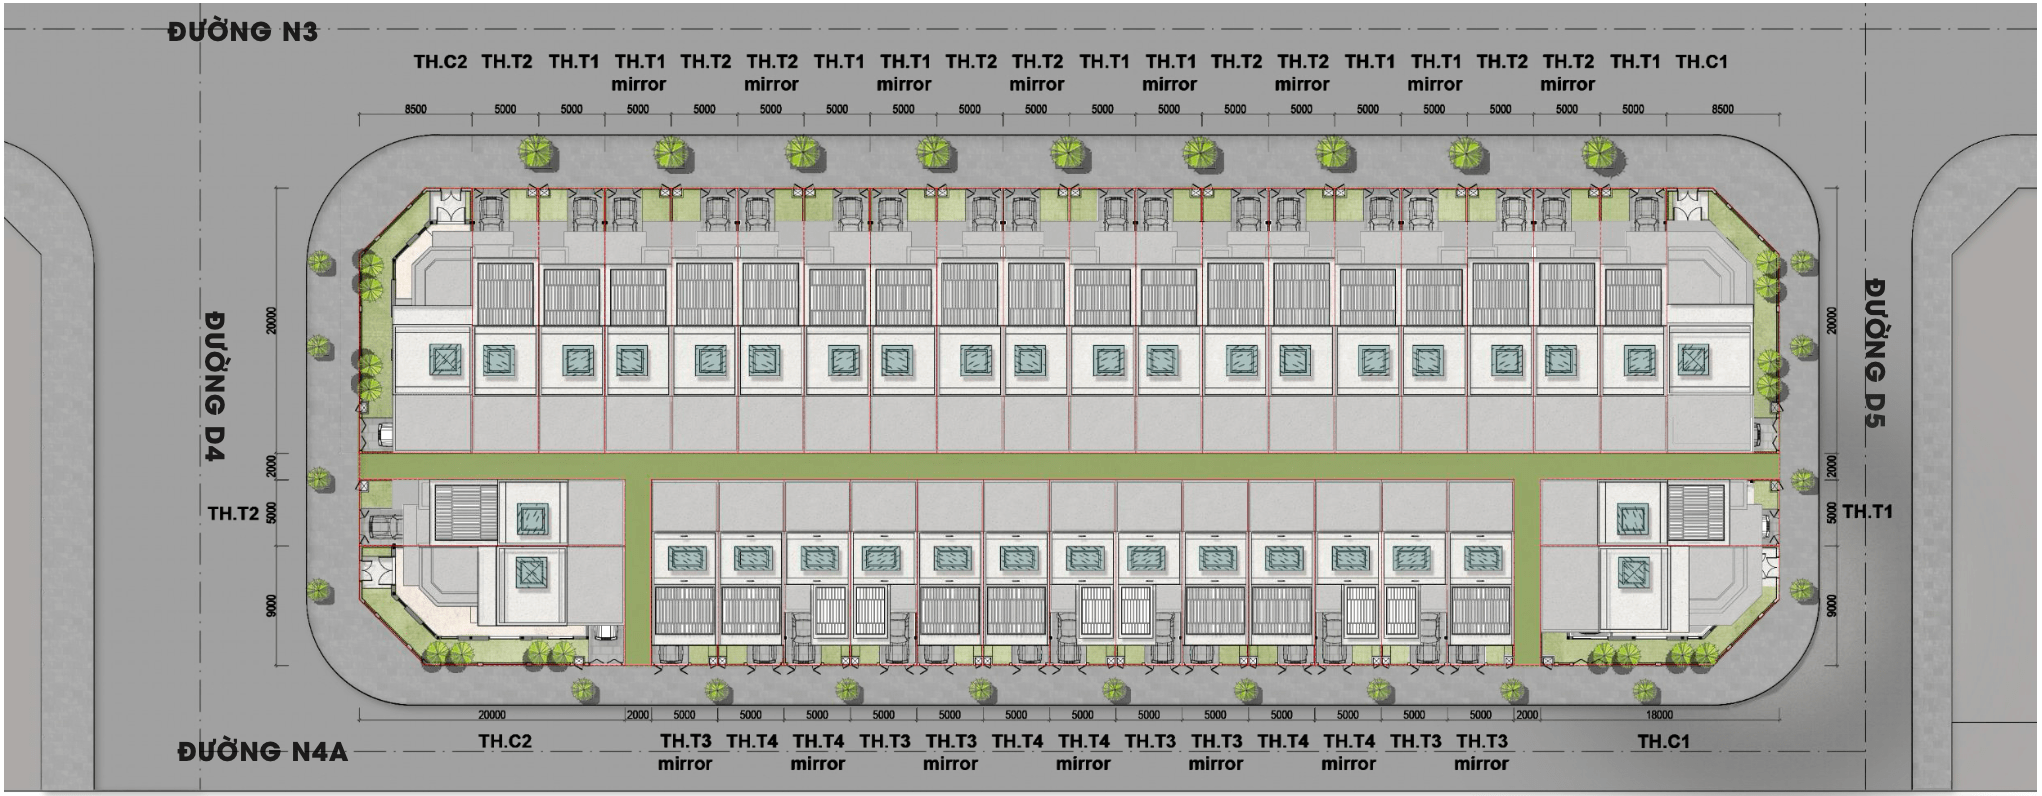 ĐƯỜNG N3
TH.C2 TH.T2 TH.T1 TH.T1 TH.T2 TH.T2 TH.T1 TH.T1 TH.T2 TH.T2 TH.T1 TH.T1 TH.T2 TH.T2 TH.T1 TH.T1 TH.T2 TH.T2 TH.T1 TH.C1
mirror mirror mirror mirror mirror mirror mirror mirror
8500 5000 5000 5000 5000 5000 5000 5000 5000 5000 5000 5000 5000 5000 5000 5000 5000 5000 5000 8500
ĐƯỜNG D4
20000
2000
5000
9000
TH.T2
20000
2000
5000
9000
TH.T1
ĐƯỜNG D5
20000 2000 5000 5000 5000 5000 5000 5000 5000 5000 5000 5000 5000 5000 5000 2000 18000
TH.C2 TH.T3 TH.T4 TH.T4 TH.T3 TH.T3 TH.T4 TH.T4 TH.T3 TH.T3 TH.T4 TH.T4 TH.T3 TH.T3 TH.C1
mirror mirror mirror mirror mirror mirror mirror
ĐƯỜNG N4A